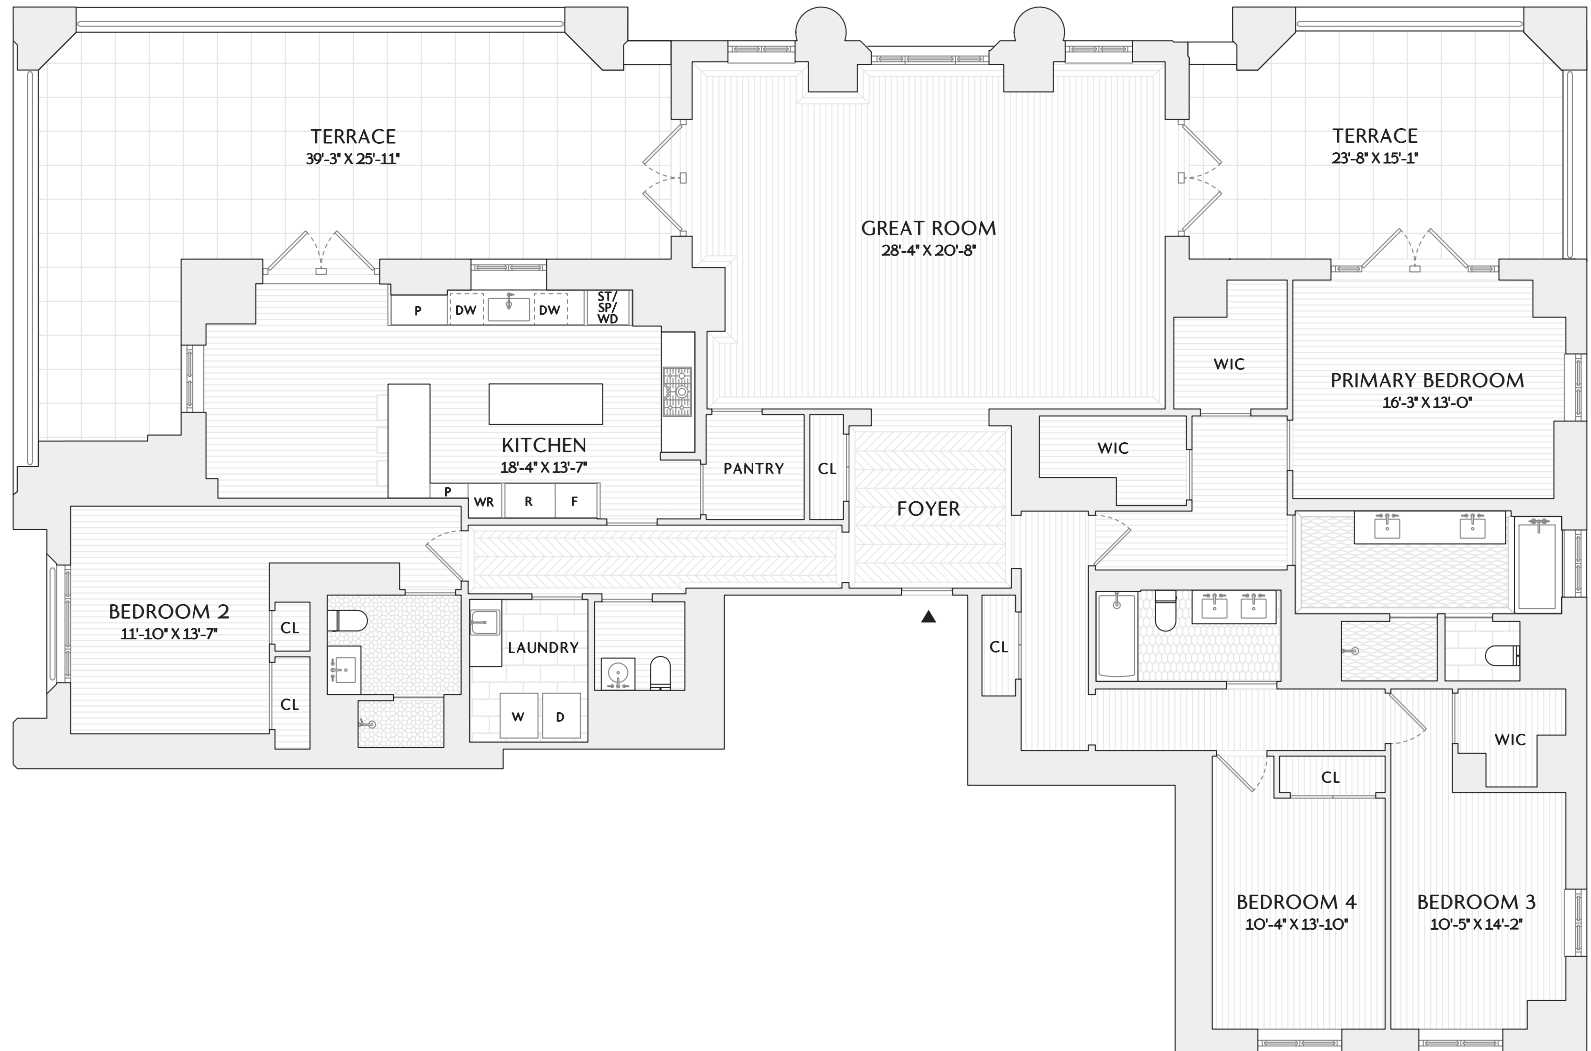 TERRACE
39'-3" X 25'-11"
TERRACE
23'-8" X 15'-1"
GREAT ROOM
28'-4" X 20'-8"
P
DW
DW
ST/
SP/
WD
WIC
PRIMARY BEDROOM
16'-3" X 13'-0"
KITCHEN
18'-4" X 13'-7"
WIC
PANTRY
CL
P
WR
R
F
FOYER
BEDROOM 2
11'-10" X 13'-7"
CL
LAUNDRY
CL
CL
W
D
WIC
CL
BEDROOM 4
10'-4" X 13'-10"
BEDROOM 3
10'-5" X 14'-2"